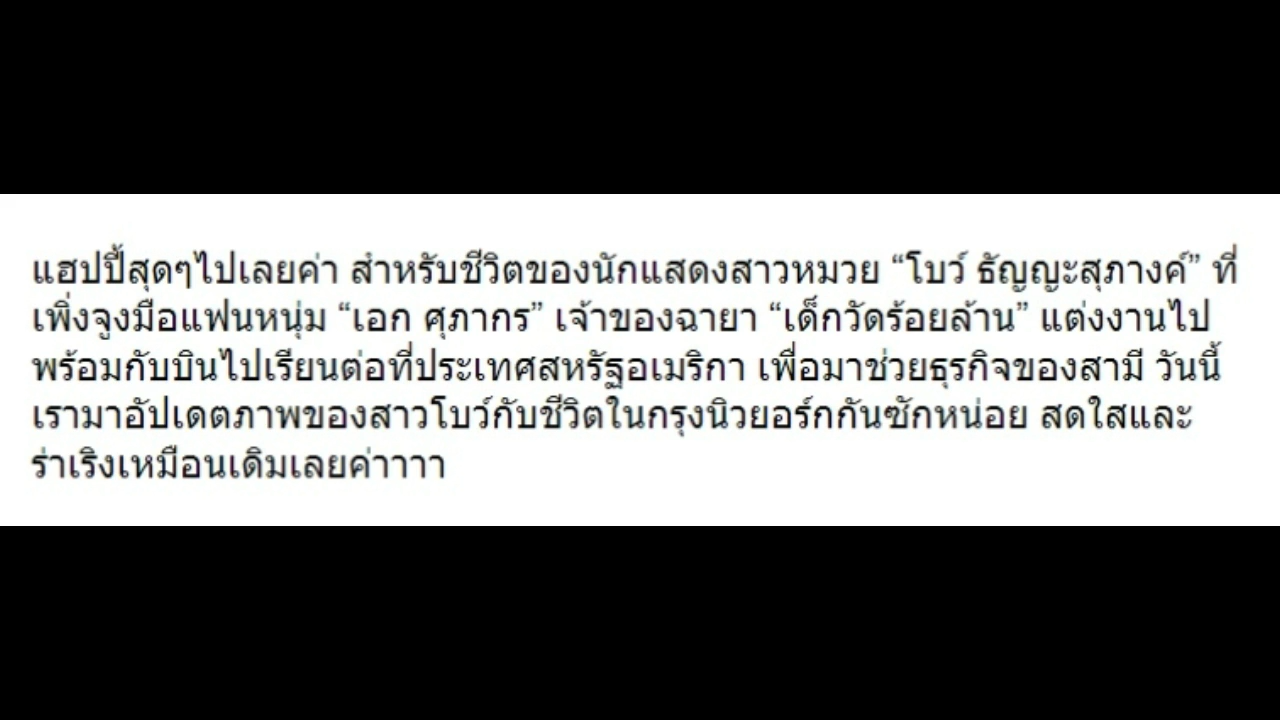 แฮปปี้สุดๆไปเลยค่า สำหรับชีวิตของนักแสดงสาวหมวย “โบว์ ธัญญะสุภางค์” ที่
เพิ่งจูงมือแฟนหนุ่ม “เอก ศุภากร” เจ้าของฉายา “เด็กวัดร้อยล้าน” แต่งงานไป
พร้อมกับบินไปเรียนต่อที่ประเทศสหรัฐอเมริกา เพื่อมาช่วยธุรกิจของสามี วันนี้
เรามาอัปเดตภาพของสาวโบว์กับชีวิตในกรุงนิวยอร์กกันซักหน่อย สดใสและ
ร่าเริงเหมือนเดิมเลยค่าาาา